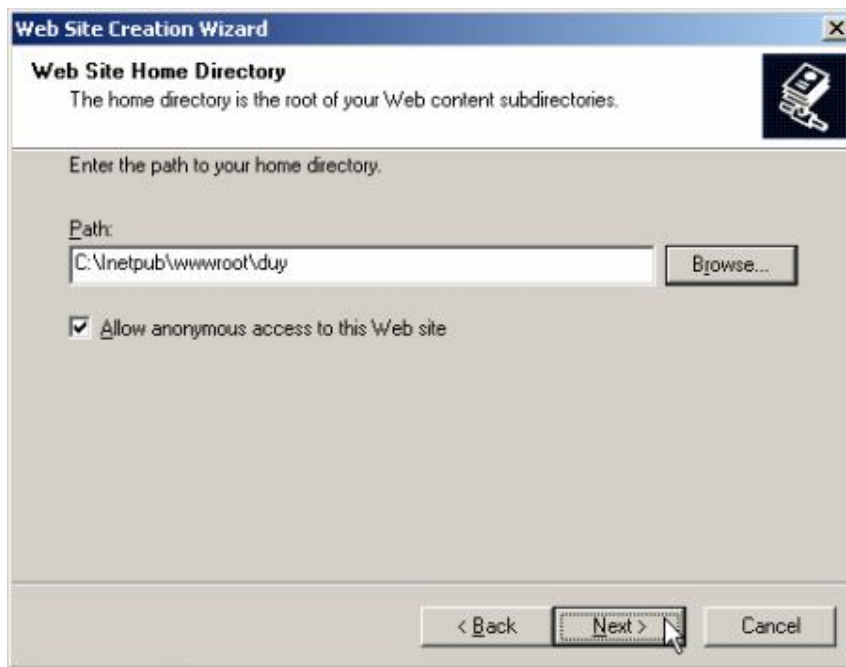 Web Site Creation Wizard
Web Site Home Directory
The home directory is the root of your Web content subdirectories.
Enter the path to your home directory.
Path:
C:\Inetpub\wwwroot\duy
Browse...
Allow anonymous access to this Web site
< Back
Next >
Cancel